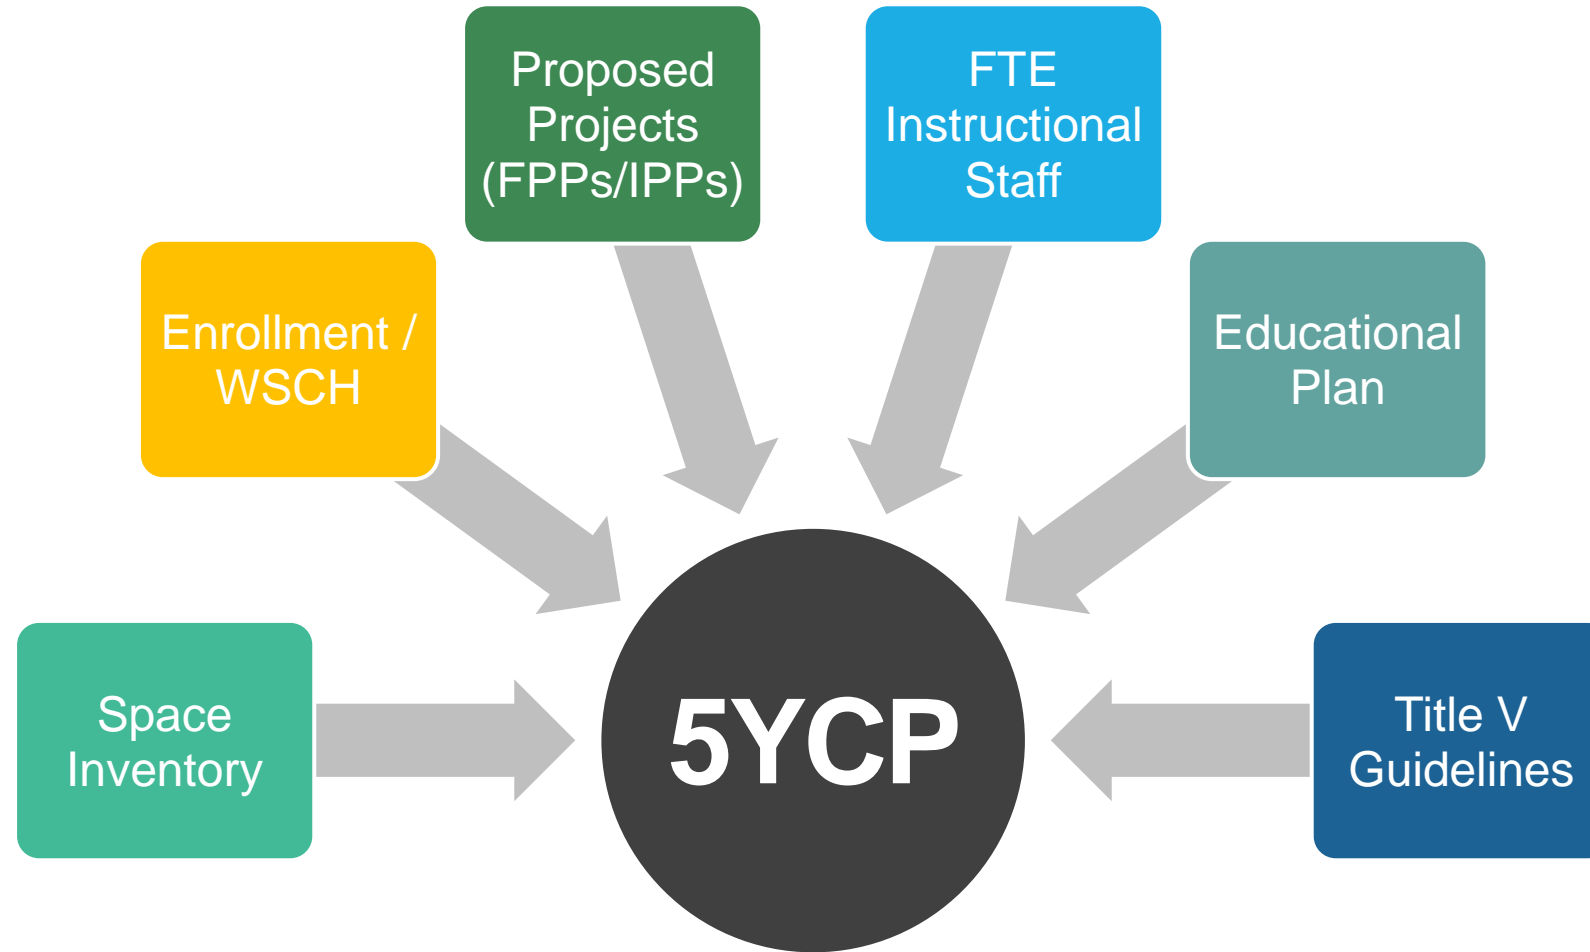 Proposed
Projects
(FPPs/IPPs)
FTE
Instructional
Staff
Enrollment /
WSCH
Educational
Plan
Space
Inventory
5YCP
Title V
Guidelines